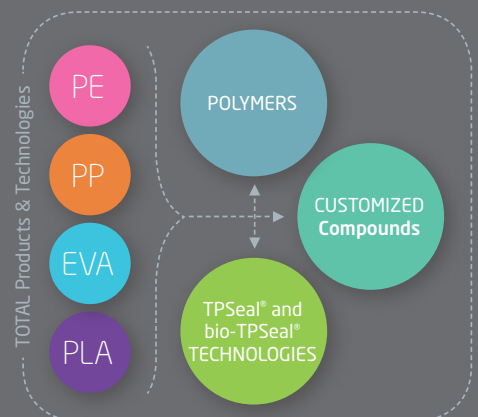 TOTAL Products & Technologies
PE
PP
EVA
PLA
POLYMERS
CUSTOMIZED
Compounds
TPSeal® and
bio-TPSeal®
TECHNOLOGIES